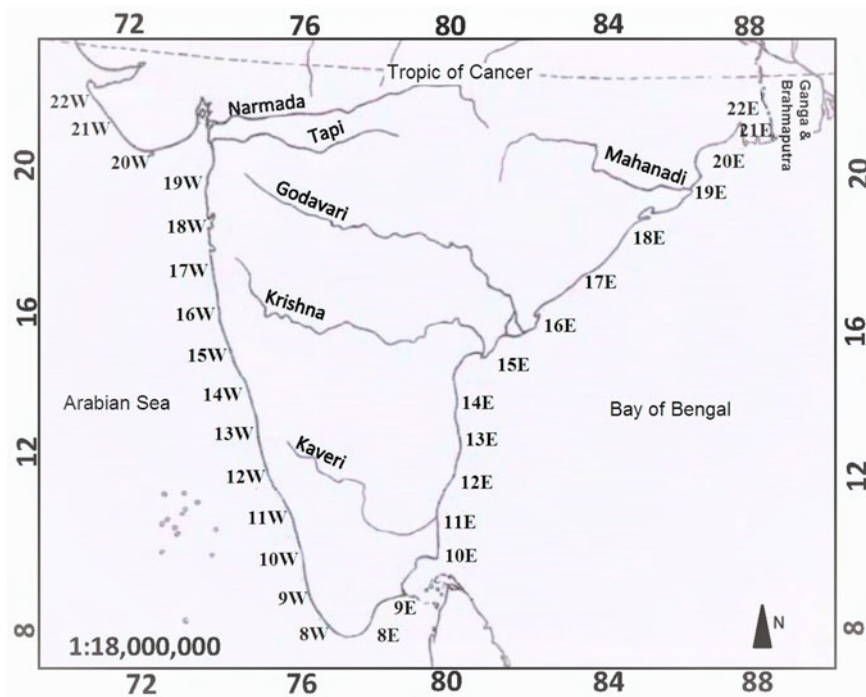 72 76 80 84 88
Tropic of Cancer
22W
Narmada
22E
Ganga &
Brahmaputra
21W
Tapi
21E
20W
20E
20
20
Mahanadi
19W
19E
Godavari
18W
18E
17W
17E
16
16
16W
Krishna
16E
15W
15E
14W
14E
Arabian Sea
Bay of Bengal
13W
13E
12
12
Kaveri
12W
12E
11W
11E
10W
10E
9W
9E
8
8
8W
8E
N
1:18,000,000
72 76 80 84 88